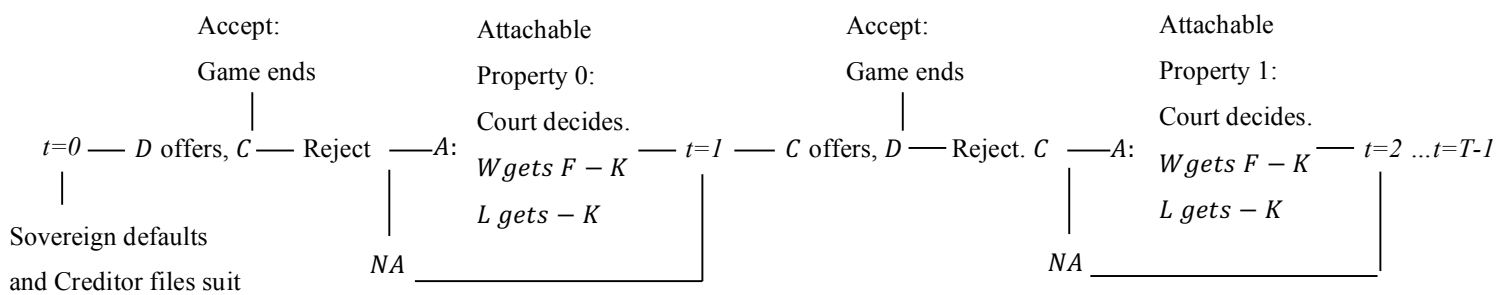 Accept:
Game ends
Attachable
Property 0:
Court decides.
W gets F − K
L gets − K
Accept:
Game ends
Attachable
Property 1:
Court decides.
W gets F − K
L gets − K
t=0 D offers, C Reject A: t=1 C offers, D Reject. C A: t=2 ...t=T-1
Sovereign defaults
and Creditor files suit
NA
NA